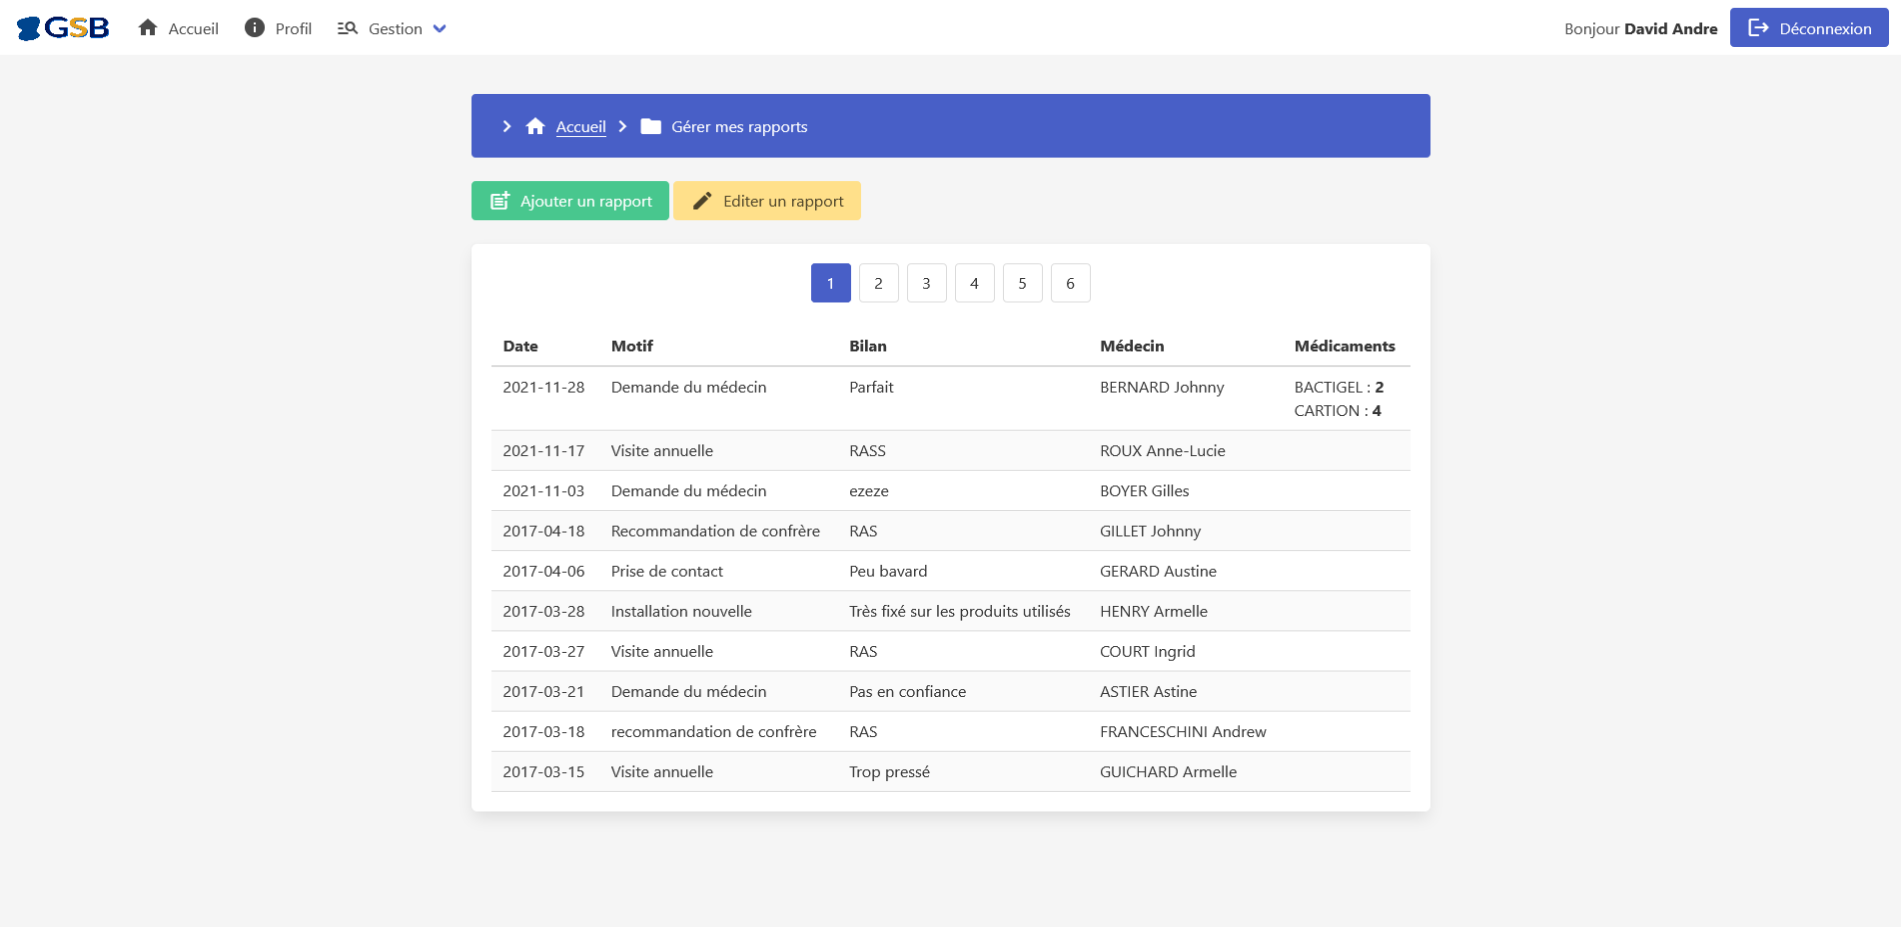 GSB Accueil Profil Gestion Bonjour David Andre Déconnexion
Accueil Gérer mes rapports
Ajouter un rapport Editer un rapport
1 2 3 4 5 6
Date Motif Bilan Médecin Médicaments
2021-11-28 Demande du médecin Parfait BERNARD Johnny BACTIGEL : 2
CARTION : 4
2021-11-17 Visite annuelle RASS ROUX Anne-Lucie
2021-11-03 Demande du médecin ezeze BOYER Gilles
2017-04-18 Recommandation de confrère RAS GILLET Johnny
2017-04-06 Prise de contact Peu bavard GERARD Austine
2017-03-28 Installation nouvelle Très fixé sur les produits utilisés HENRY Armelle
2017-03-27 Visite annuelle RAS COURT Ingrid
2017-03-21 Demande du médecin Pas en confiance ASTIER Astine
2017-03-18 recommandation de confrère RAS FRANCESCHINI Andrew
2017-03-15 Visite annuelle Trop pressé GUICHARD Armelle